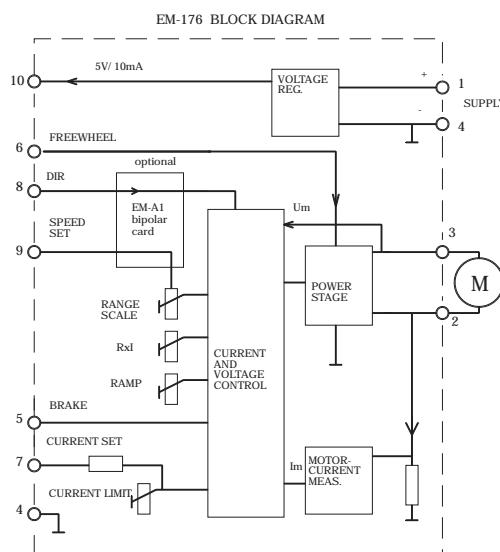 EM-176 BLOCK DIAGRAM
10
5V/ 10mA
VOLTAGE
REG.
+
1
SUPPLY
-
4
6
FREEWHEEL
optional
8
DIR
EM-A1
bipolar
card
SPEED
SET
9
Um
3
POWER
STAGE
M
2
RANGE
SCALE
RxI
RAMP
CURRENT
AND
VOLTAGE
CONTROL
5
BRAKE
CURRENT SET
7
CURRENT LIMIT
Im
MOTOR-
CURRENT
MEAS.
4